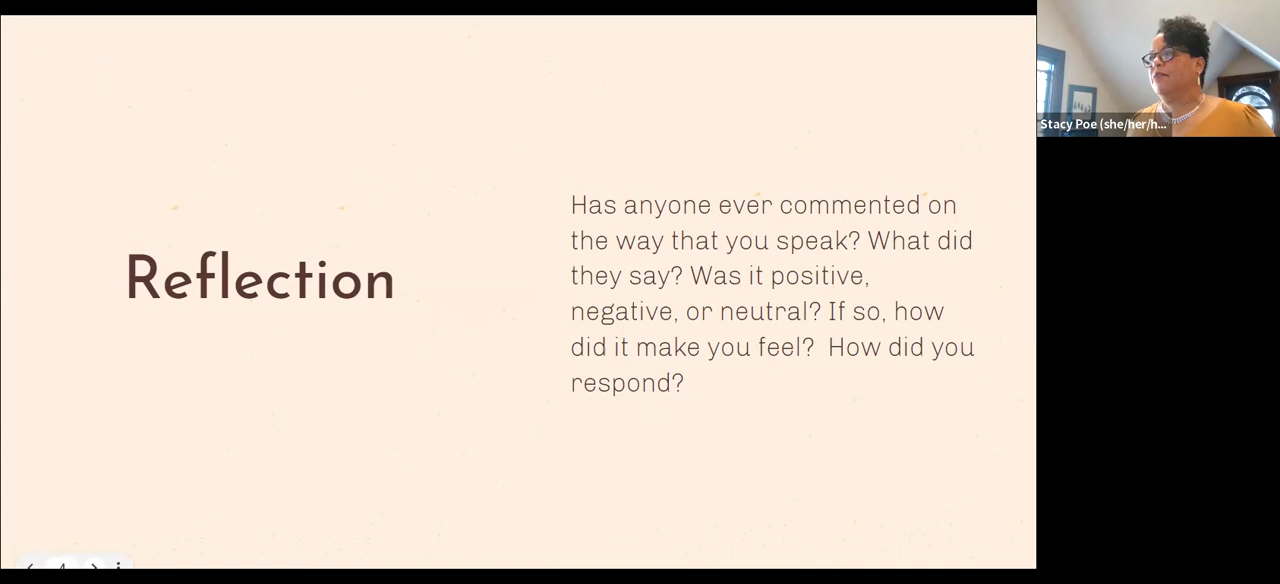 Reflection
Has anyone ever commented on
the way that you speak? What did
they say? Was it positive,
negative, or neutral? If so, how
did it make you feel?  How did you
respond?
Stacy Poe (she/her/h...
4